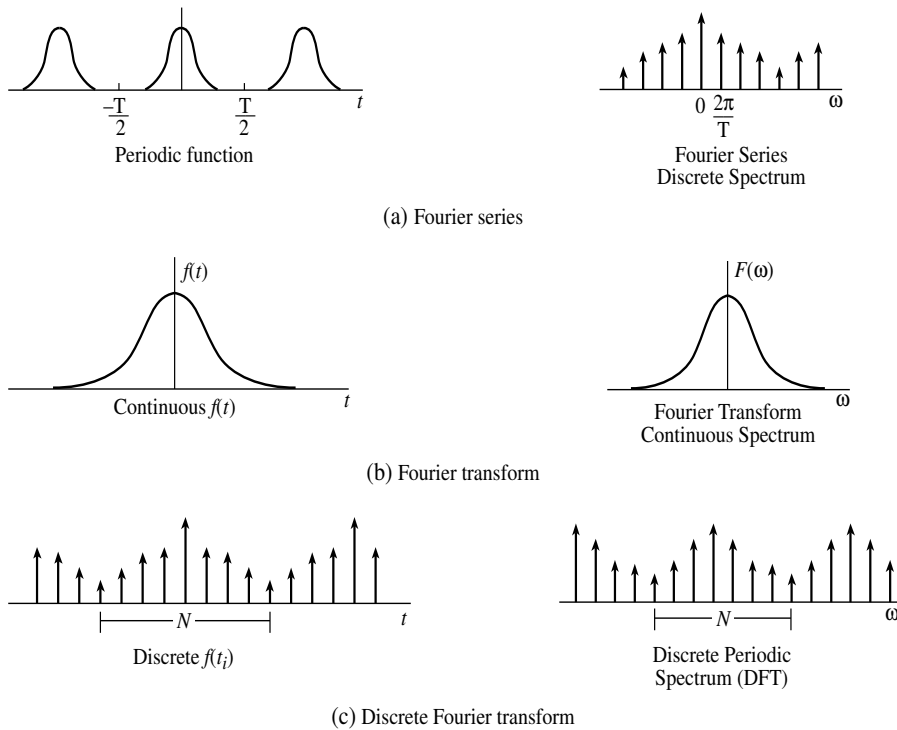 t
ω
−T
2
T
2
0
2π
T
Periodic function
Fourier Series
Discrete Spectrum
(a) Fourier series
f(t)
F(ω)
t
ω
Continuous f(t)
Fourier Transform
Continuous Spectrum
(b) Fourier transform
N
t
N
ω
Discrete f(tᵢ)
Discrete Periodic
Spectrum (DFT)
(c) Discrete Fourier transform